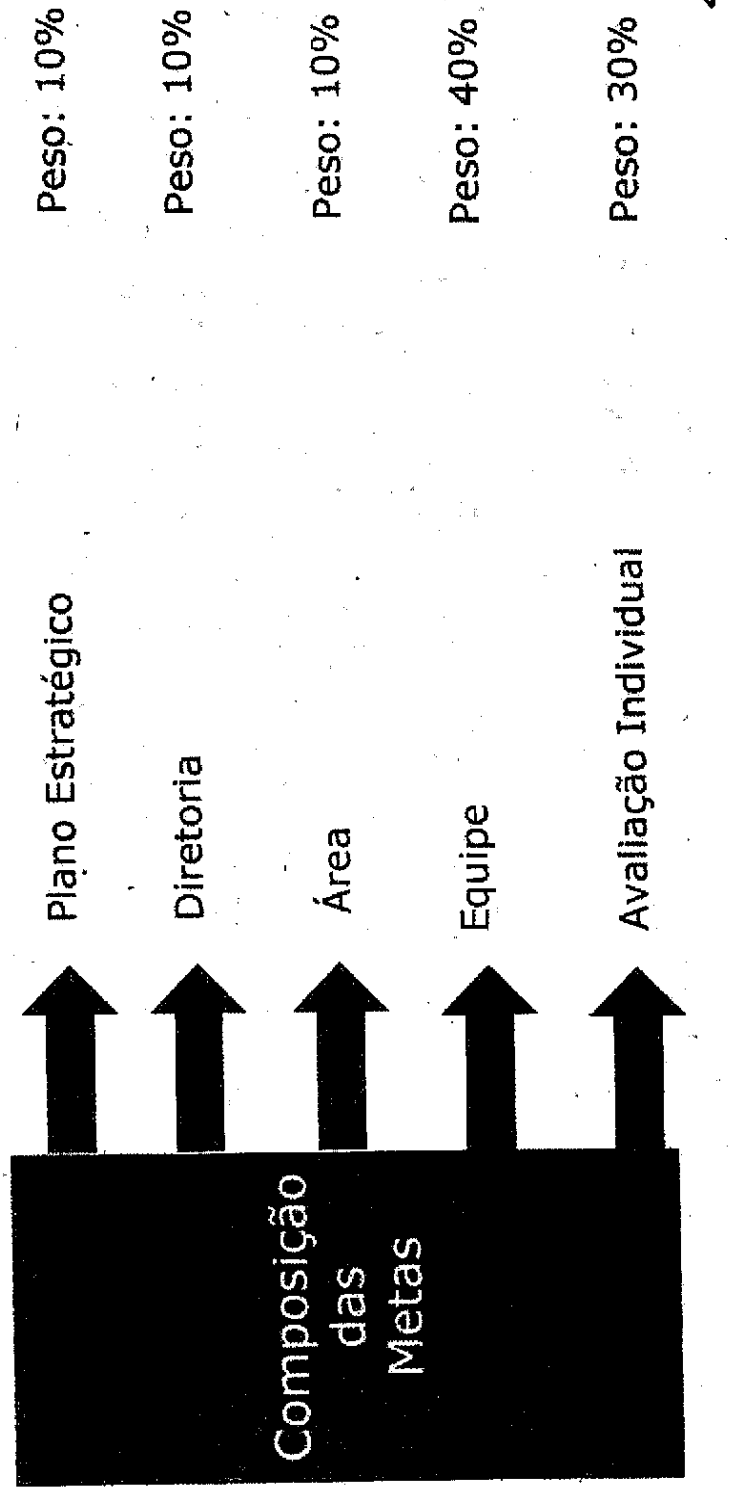 Composição
das
Metas
Plano Estratégico Peso: 10%
Diretoria Peso: 10%
Área Peso: 10%
Equipe Peso: 40%
Avaliação Individual Peso: 30%